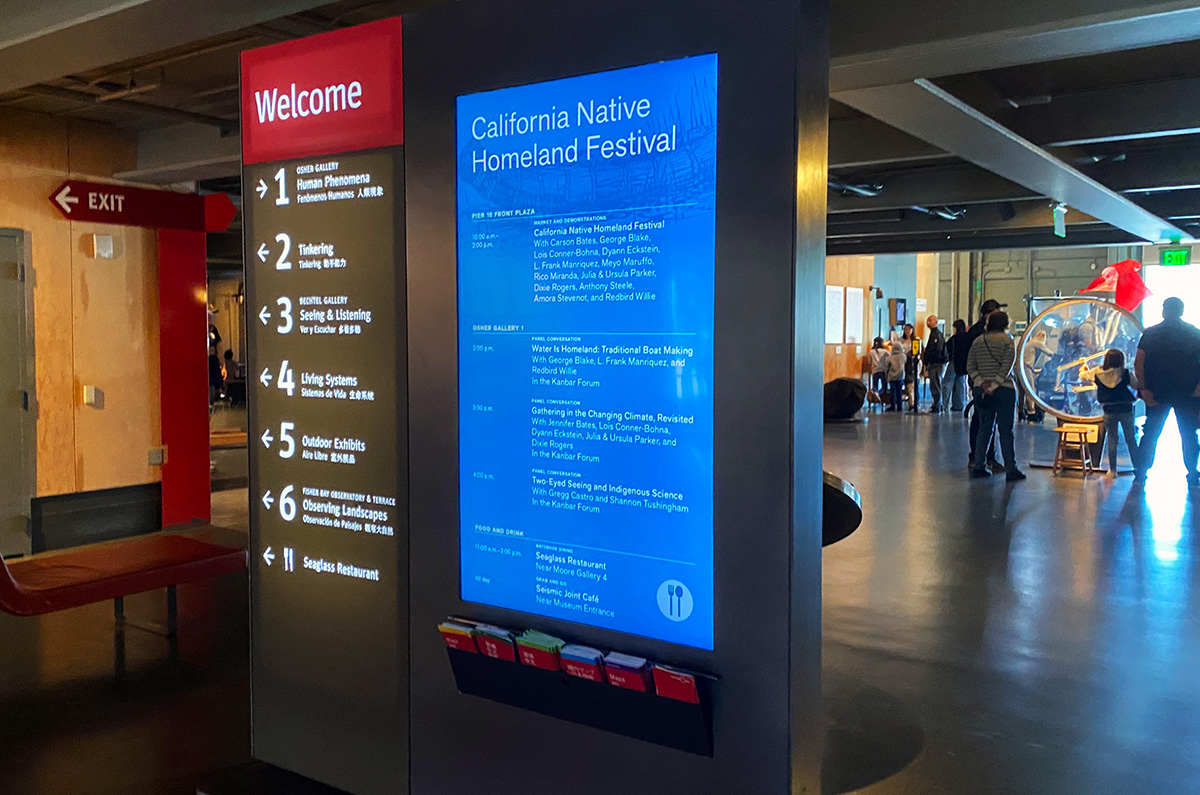 Welcome
EXIT
OSHER GALLERY
1 Human Phenomena
Fenómenos Humanos 人類現象
2 Tinkering
Tinkering 動手能力
BECHTEL GALLERY
3 Seeing & Listening
Ver y Escuchar 多看多聽
4 Living Systems
Sistemas de Vida 生命系統
5 Outdoor Exhibits
Aire Libre 室外展品
FISHER BAY OBSERVATORY & TERRACE
6 Observing Landscapes
Observación de Paisajes 觀察大自然
Seaglass Restaurant
California Native
Homeland Festival
PIER 15 FRONT PLAZA
MARKET AND DEMONSTRATIONS
10:00 a.m.–
2:00 p.m.
California Native Homeland Festival
With Carson Bates, George Blake,
Lois Conner-Bohna, Dyann Eckstein,
L. Frank Manriquez, Meyo Maruffo,
Rico Miranda, Julia & Ursula Parker,
Dixie Rogers, Anthony Steele,
Amora Stevenot, and Redbird Willie
OSHER GALLERY 1
PANEL CONVERSATION
2:00 p.m.
Water Is Homeland: Traditional Boat Making
With George Blake, L. Frank Manriquez, and
Redbird Willie
In the Kanbar Forum
PANEL CONVERSATION
3:00 p.m.
Gathering in the Changing Climate, Revisited
With Jennifer Bates, Lois Conner-Bohna,
Dyann Eckstein, Julia & Ursula Parker, and
Dixie Rogers
In the Kanbar Forum
PANEL CONVERSATION
4:00 p.m.
Two-Eyed Seeing and Indigenous Science
With Gregg Castro and Shannon Tushingham
In the Kanbar Forum
FOOD AND DRINK
WATERSIDE DINING
11:00 a.m.–3:00 p.m.
Seaglass Restaurant
Near Moore Gallery 4
GRAB AND GO
All day
Seismic Joint Café
Near Museum Entrance
Maps
EXIT